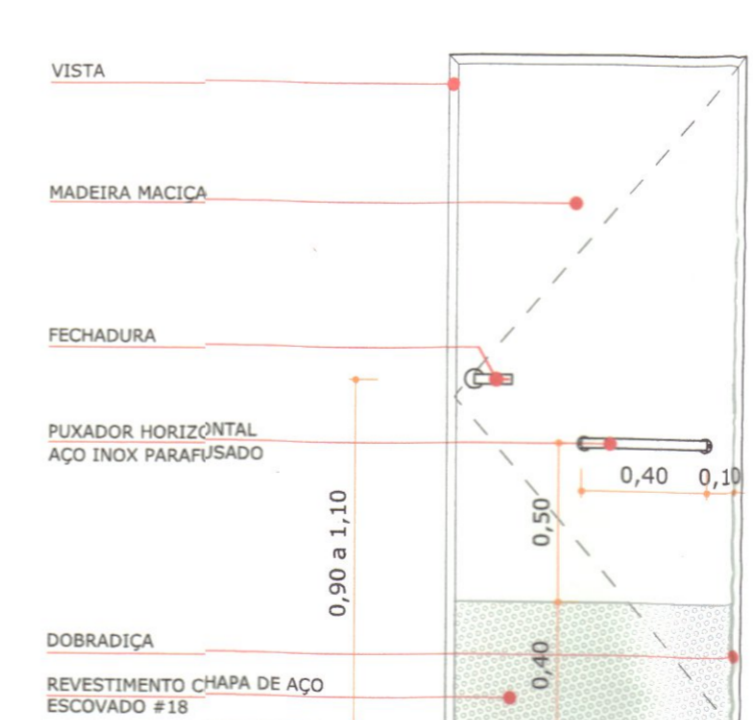 VISTA
MADEIRA MACIÇA
FECHADURA
PUXADOR HORIZONTAL
AÇO INOX PARAFUSADO
0,40
0,10
0,50
0,90 a 1,10
DOBRADIÇA
0,40
REVESTIMENTO CHAPA DE AÇO
ESCOVADO #18